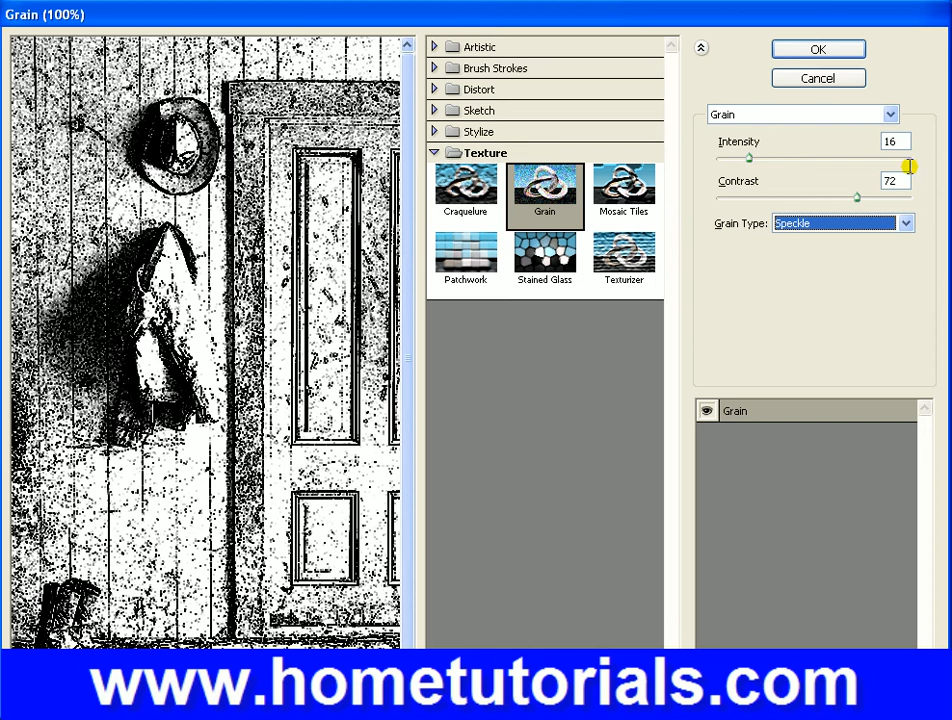 Grain (100%)
Artistic
Brush Strokes
Distort
Sketch
Stylize
Texture
Craquelure
Grain
Mosaic Tiles
Patchwork
Stained Glass
Texturizer
OK
Cancel
Grain
Intensity 16
Contrast 72
Grain Type: Speckle
Grain
www.hometutorials.com